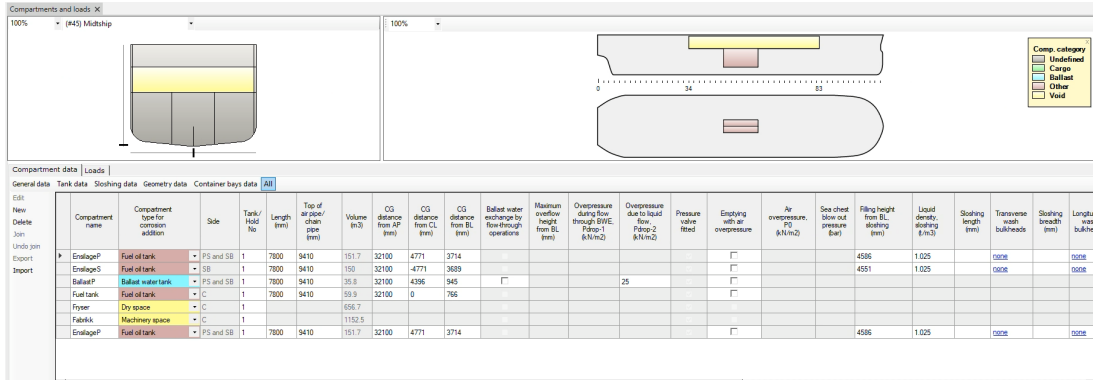 Compartments and loads X
100% (#45) Midtship 100%
Comp. category
Undefined
Cargo
Ballast
Other
Void
0 34 83
Compartment data Loads
General data Tank data Sloshing data Geometry data Container bays data All
Edit
New
Delete
Join
Undo join
Export
Import
Compartment name Compartment type for corrosion addition Side Tank/ Hold No Length (mm) Top of air pipe/ chain pipe (mm) Volume (m3) CG distance from AP (mm) CG distance from CL (mm) CG distance from BL (mm) Ballast water exchange by flow-through operations Maximum overflow height from BL (mm) Overpressure during flow through BWE, Pdrop-1 (kN/m2) Overpressure due to liquid flow, Pdrop-2 (kN/m2) Pressure valve fitted Emptying with air overpressure Air overpressure, P0 (kN/m2) Sea chest blow out pressure (bar) Filling height from BL, sloshing (mm) Liquid density, sloshing (t/m3) Sloshing length (mm) Transverse wash bulkheads Sloshing breadth (mm) Longitu was bulkhe
EnsilageP Fuel oil tank PS and SB 1 7800 9410 151.7 32100 4771 3714 4586 1.025 none none
EnsilageS Fuel oil tank SB 1 7800 9410 150 32100 -4771 3689 4551 1.025 none none
BallastP Ballast water tank PS and SB 1 7800 9410 35.8 32100 4396 945 25
Fuel tank Fuel oil tank C 1 7800 9410 59.9 32100 0 766
Fryser Dry space C 1 656.7
Fabrikk Machinery space C 1 1152.5
EnsilageP Fuel oil tank PS and SB 1 7800 9410 151.7 32100 4771 3714 4586 1.025 none none